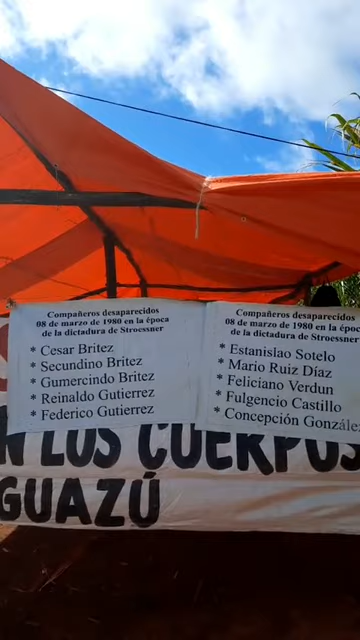 Compañeros desaparecidos
08 de marzo de 1980 en la época
de la dictadura de Stroessner
* Cesar Britez
* Secundino Britez
* Gumercindo Britez
* Reinaldo Gutierrez
* Federico Gutierrez
Compañeros desaparecidos
08 de marzo de 1980 en la época
de la dictadura de Stroessner
* Estanislao Sotelo
* Mario Ruiz Díaz
* Feliciano Verdun
* Fulgencio Castillo
* Concepción González
N LOS CUERPOS
GUAZÚ